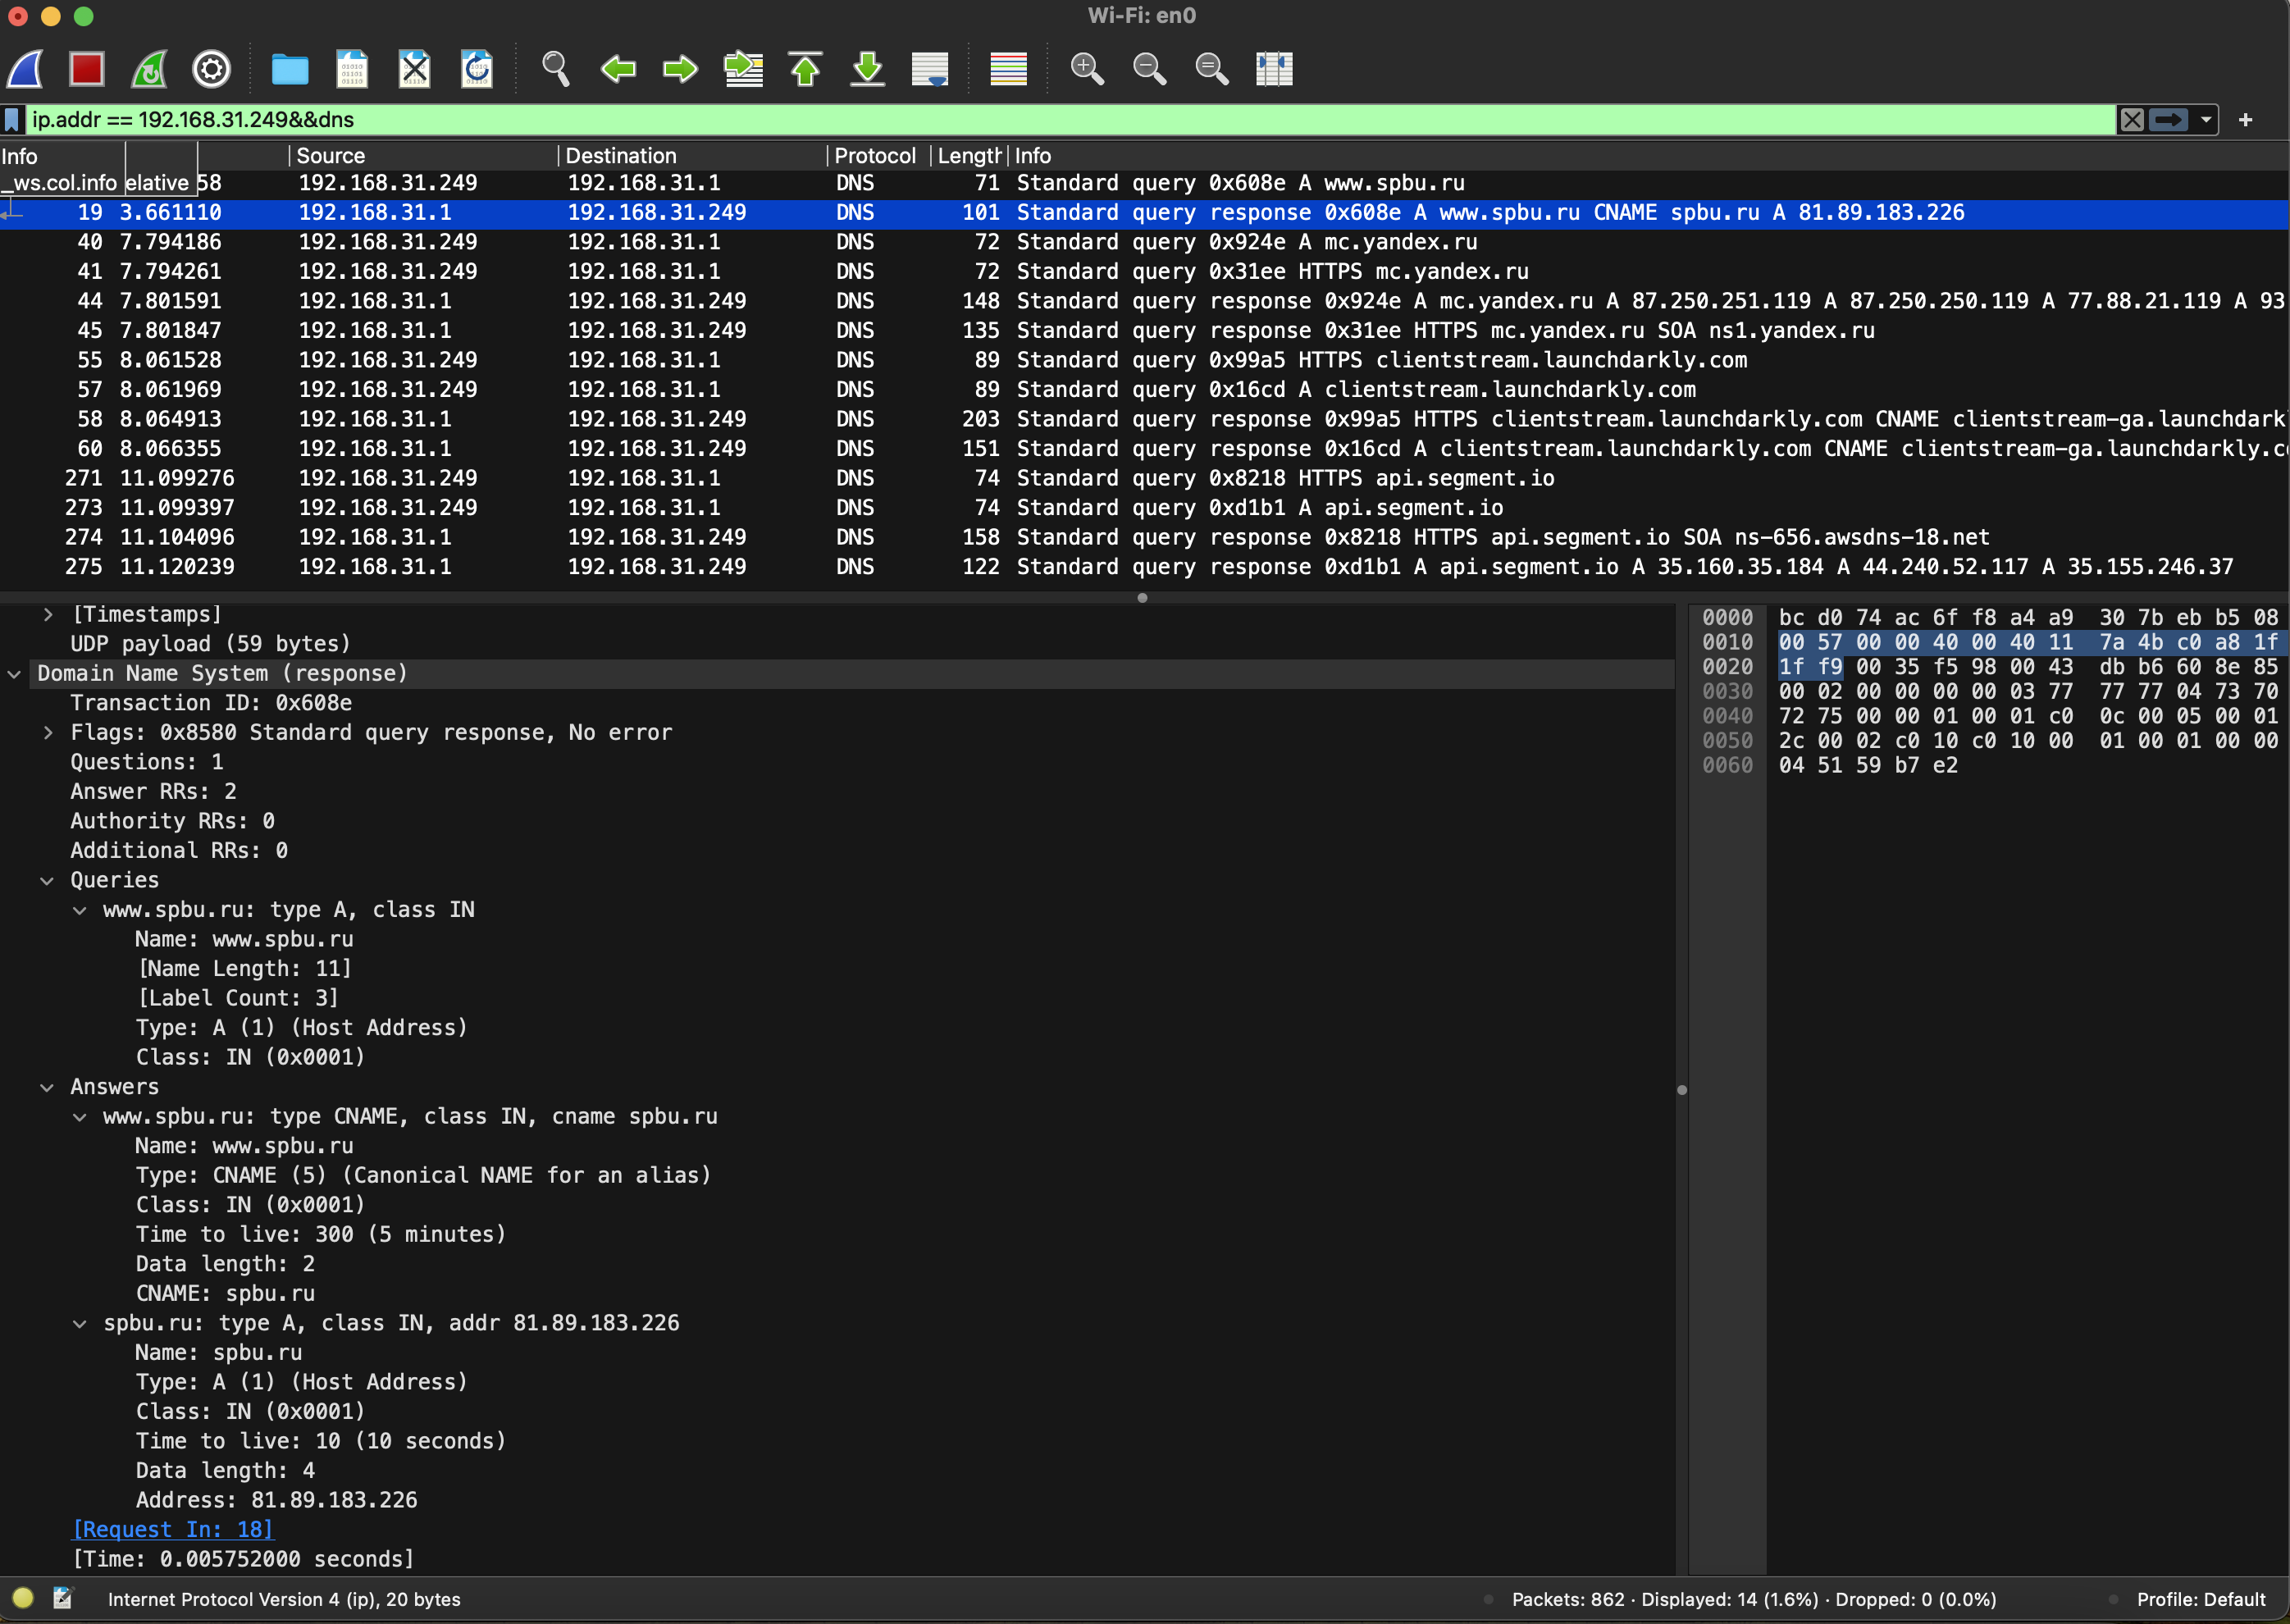 Wi-Fi: en0
ip.addr == 192.168.31.249&&dns
Info Source Destination Protocol Length Info
_ws.col.info elative 58 192.168.31.249 192.168.31.1 DNS 71 Standard query 0x608e A www.spbu.ru
19 3.661110 192.168.31.1 192.168.31.249 DNS 101 Standard query response 0x608e A www.spbu.ru CNAME spbu.ru A 81.89.183.226
40 7.794186 192.168.31.249 192.168.31.1 DNS 72 Standard query 0x924e A mc.yandex.ru
41 7.794261 192.168.31.249 192.168.31.1 DNS 72 Standard query 0x31ee HTTPS mc.yandex.ru
44 7.801591 192.168.31.1 192.168.31.249 DNS 148 Standard query response 0x924e A mc.yandex.ru A 87.250.251.119 A 87.250.250.119 A 77.88.21.119 A 93
45 7.801847 192.168.31.1 192.168.31.249 DNS 135 Standard query response 0x31ee HTTPS mc.yandex.ru SOA ns1.yandex.ru
55 8.061528 192.168.31.249 192.168.31.1 DNS 89 Standard query 0x99a5 HTTPS clientstream.launchdarkly.com
57 8.061969 192.168.31.249 192.168.31.1 DNS 89 Standard query 0x16cd A clientstream.launchdarkly.com
58 8.064913 192.168.31.1 192.168.31.249 DNS 203 Standard query response 0x99a5 HTTPS clientstream.launchdarkly.com CNAME clientstream-ga.launchdarkl
60 8.066355 192.168.31.1 192.168.31.249 DNS 151 Standard query response 0x16cd A clientstream.launchdarkly.com CNAME clientstream-ga.launchdarkly.c
271 11.099276 192.168.31.249 192.168.31.1 DNS 74 Standard query 0x8218 HTTPS api.segment.io
273 11.099397 192.168.31.249 192.168.31.1 DNS 74 Standard query 0xd1b1 A api.segment.io
274 11.104096 192.168.31.1 192.168.31.249 DNS 158 Standard query response 0x8218 HTTPS api.segment.io SOA ns-656.awsdns-18.net
275 11.120239 192.168.31.1 192.168.31.249 DNS 122 Standard query response 0xd1b1 A api.segment.io A 35.160.35.184 A 44.240.52.117 A 35.155.246.37
[Timestamps]
UDP payload (59 bytes)
Domain Name System (response)
Transaction ID: 0x608e
Flags: 0x8580 Standard query response, No error
Questions: 1
Answer RRs: 2
Authority RRs: 0
Additional RRs: 0
Queries
www.spbu.ru: type A, class IN
Name: www.spbu.ru
[Name Length: 11]
[Label Count: 3]
Type: A (1) (Host Address)
Class: IN (0x0001)
Answers
www.spbu.ru: type CNAME, class IN, cname spbu.ru
Name: www.spbu.ru
Type: CNAME (5) (Canonical NAME for an alias)
Class: IN (0x0001)
Time to live: 300 (5 minutes)
Data length: 2
CNAME: spbu.ru
spbu.ru: type A, class IN, addr 81.89.183.226
Name: spbu.ru
Type: A (1) (Host Address)
Class: IN (0x0001)
Time to live: 10 (10 seconds)
Data length: 4
Address: 81.89.183.226
[Request In: 18]
[Time: 0.005752000 seconds]
0000 bc d0 74 ac 6f f8 a4 a9 30 7b eb b5 08
0010 00 57 00 00 40 00 40 11 7a 4b c0 a8 1f
0020 1f f9 00 35 f5 98 00 43 db b6 60 8e 85
0030 00 02 00 00 00 00 03 77 77 77 04 73 70
0040 72 75 00 00 01 00 01 c0 0c 00 05 00 01
0050 2c 00 02 c0 10 c0 10 00 01 00 01 00 00
0060 04 51 59 b7 e2
Internet Protocol Version 4 (ip), 20 bytes
Packets: 862 · Displayed: 14 (1.6%) · Dropped: 0 (0.0%)
Profile: Default